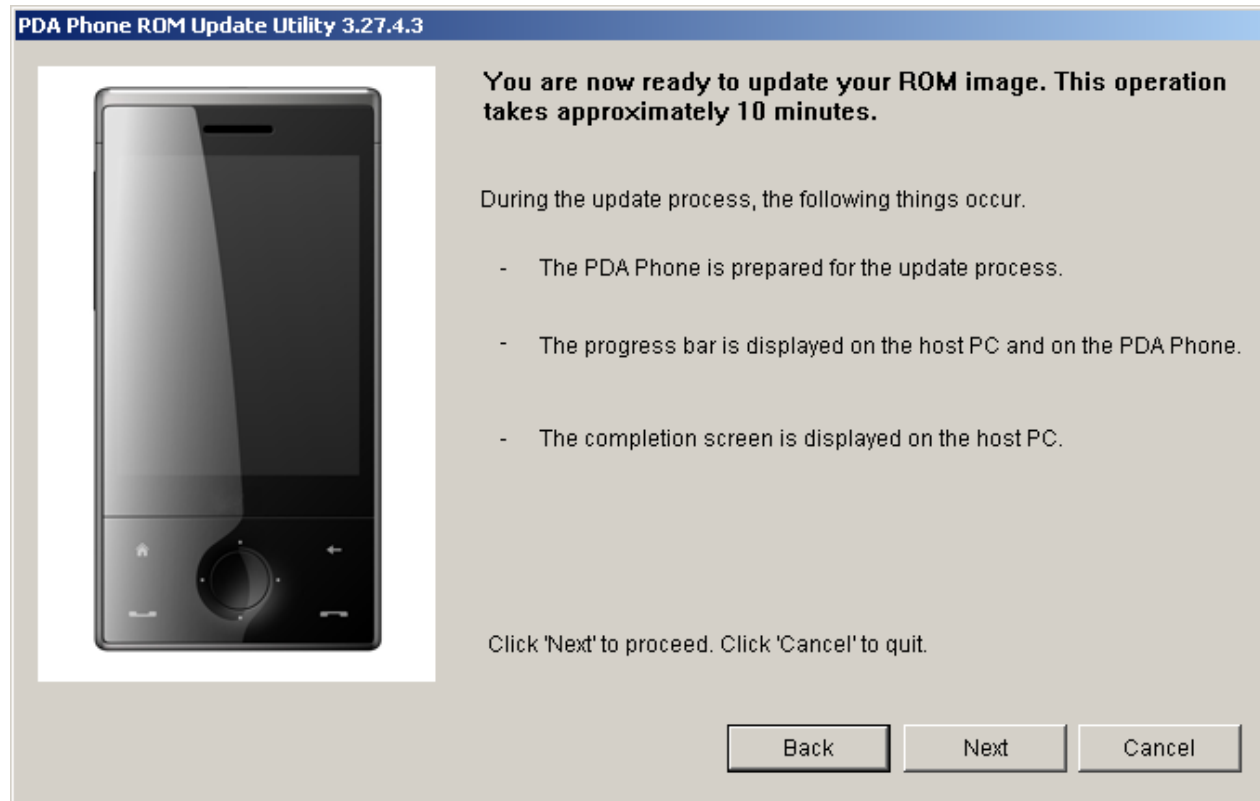 PDA Phone ROM Update Utility 3.27.4.3
You are now ready to update your ROM image. This operation
takes approximately 10 minutes.
During the update process, the following things occur.
- The PDA Phone is prepared for the update process.
- The progress bar is displayed on the host PC and on the PDA Phone.
- The completion screen is displayed on the host PC.
Click 'Next' to proceed. Click 'Cancel' to quit.
Back Next Cancel